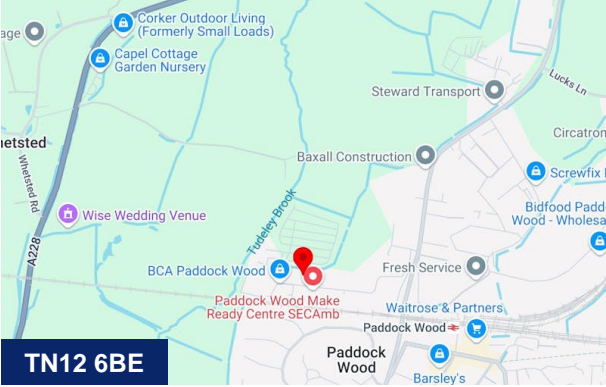 Corker Outdoor Living
(Formerly Small Loads)
age
Capel Cottage
Garden Nursery
Steward Transport
Lucks Ln
hetsted
Whetsted Rd
Circatron
Baxall Construction
Screwfix
Bidfood Padd
Wood - Wholesa
Wise Wedding Venue
Tudeley Brook
A228
BCA Paddock Wood
Fresh Service
Paddock Wood Make
Ready Centre SECAmb
Waitrose & Partners
Paddock Wood
Paddock
Wood
Barsley's
TN12 6BE